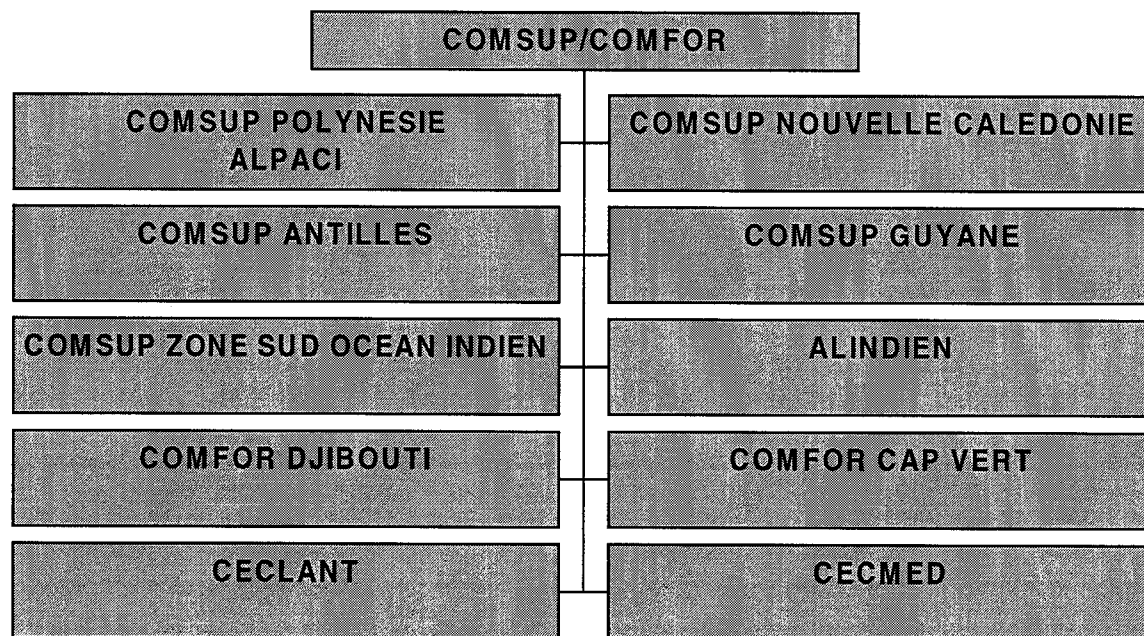 COMSUP/COMFOR
COMSUP POLYNESIE
ALPACI
COMSUP NOUVELLE CALEDONIE
COMSUP ANTILLES
COMSUP GUYANE
COMSUP ZONE SUD OCEAN INDIEN
ALINDIEN
COMFOR DJIBOUTI
COMFOR CAP VERT
CECLANT
CECMED